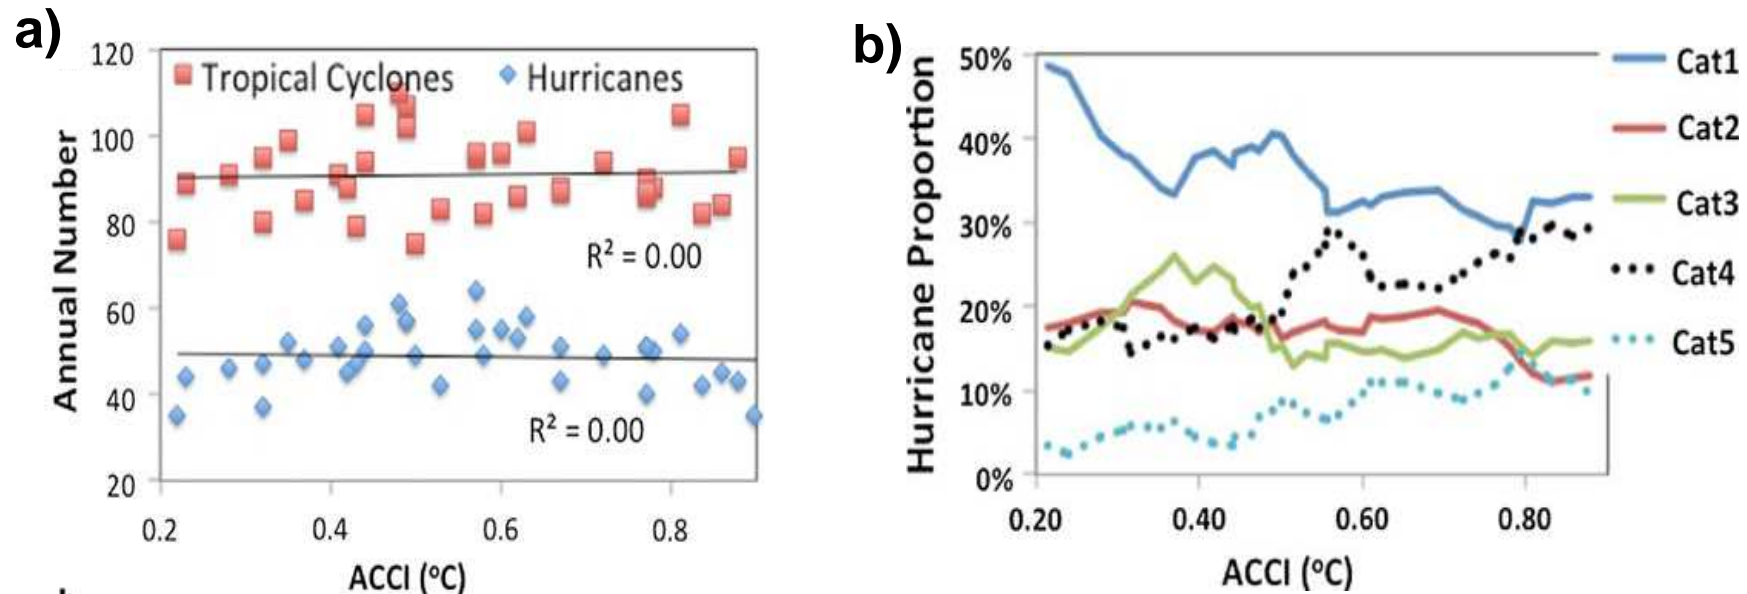 a)
120
100
80
60
40
20
Annual Number
Tropical Cyclones
Hurricanes
R² = 0.00
R² = 0.00
0.2
0.4
0.6
0.8
ACCI (°C)
b)
50%
40%
30%
20%
10%
0%
Hurricane Proportion
Cat1
Cat2
Cat3
Cat4
Cat5
0.20
0.40
0.60
0.80
ACCI (°C)